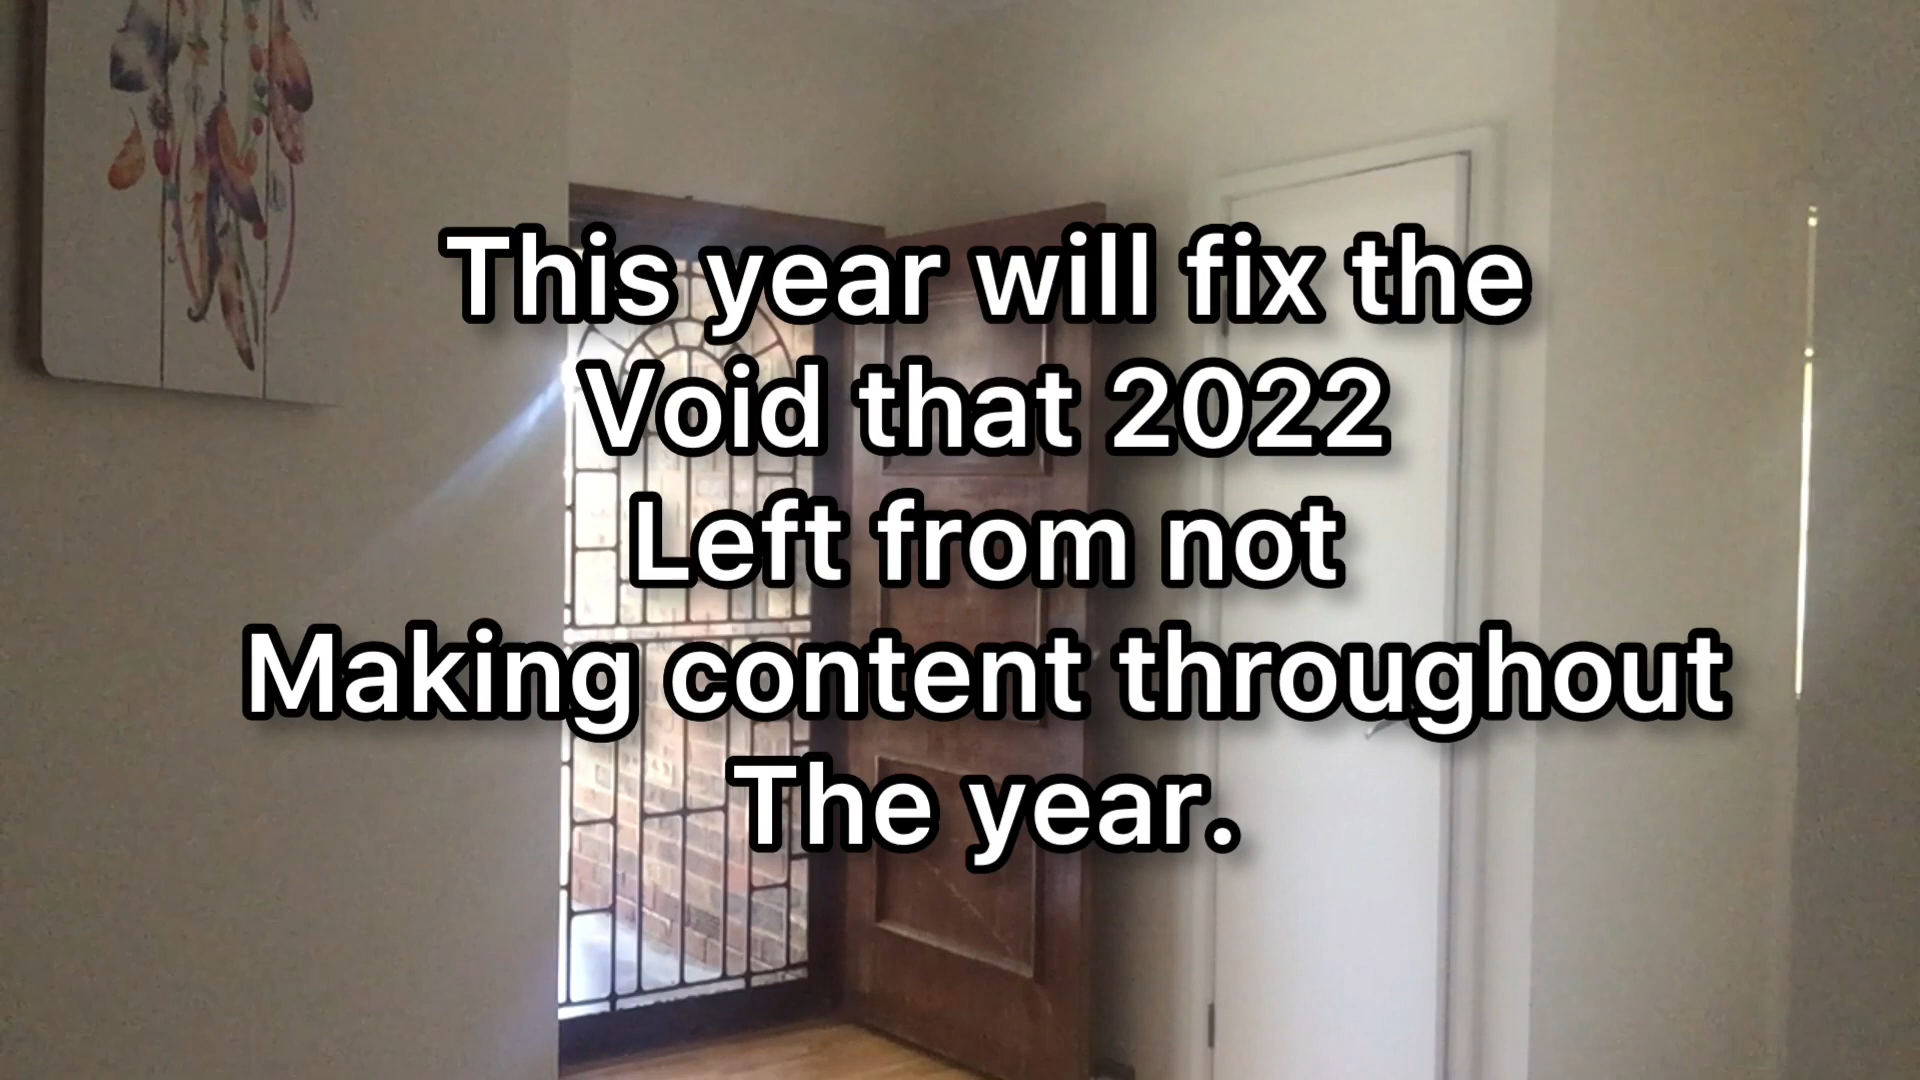 This year will fix the
Void that 2022
Left from not
Making content throughout
The year.